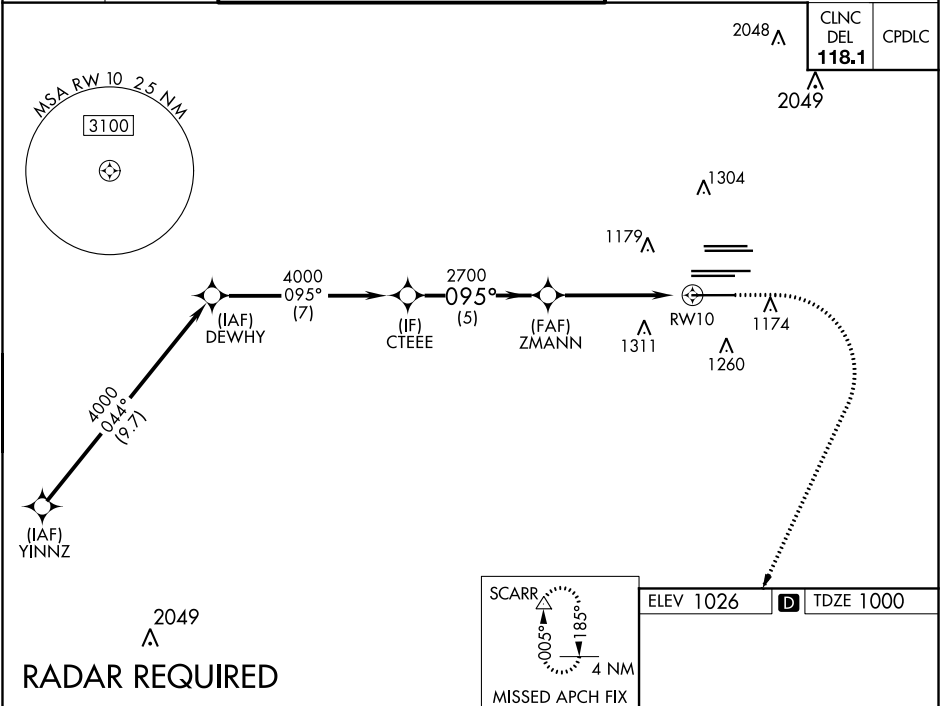 2048
CLNC
DEL
118.1
CPDLC
2049
MSA RW 10 25 NM
3100
1304
1179
4000
095°
(7)
2700
095°
(5)
(IAF)
DEWHY
(IF)
CTEEE
(FAF)
ZMANN
RW10
1174
1311
1260
4000
044°
(9.7)
(IAF)
YINNZ
2049
RADAR REQUIRED
SCARR
005°
185°
4 NM
MISSED APCH FIX
ELEV 1026
D
TDZE 1000